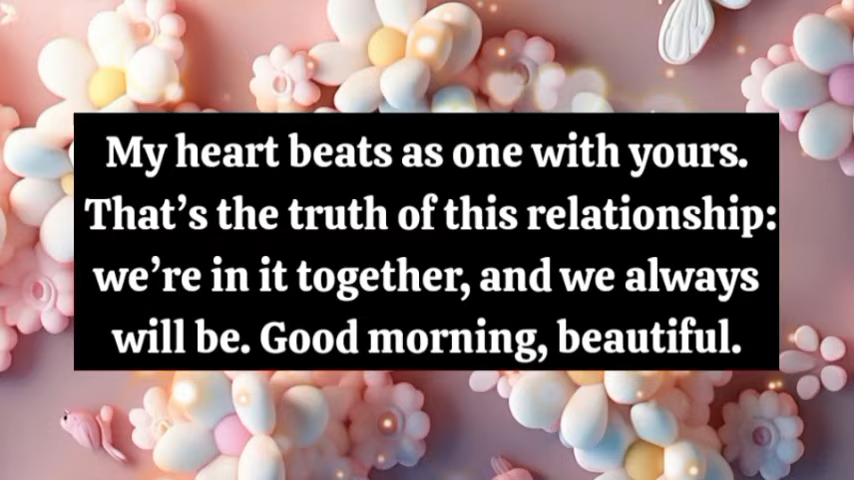 My heart beats as one with yours.
That’s the truth of this relationship:
we’re in it together, and we always
will be. Good morning, beautiful.